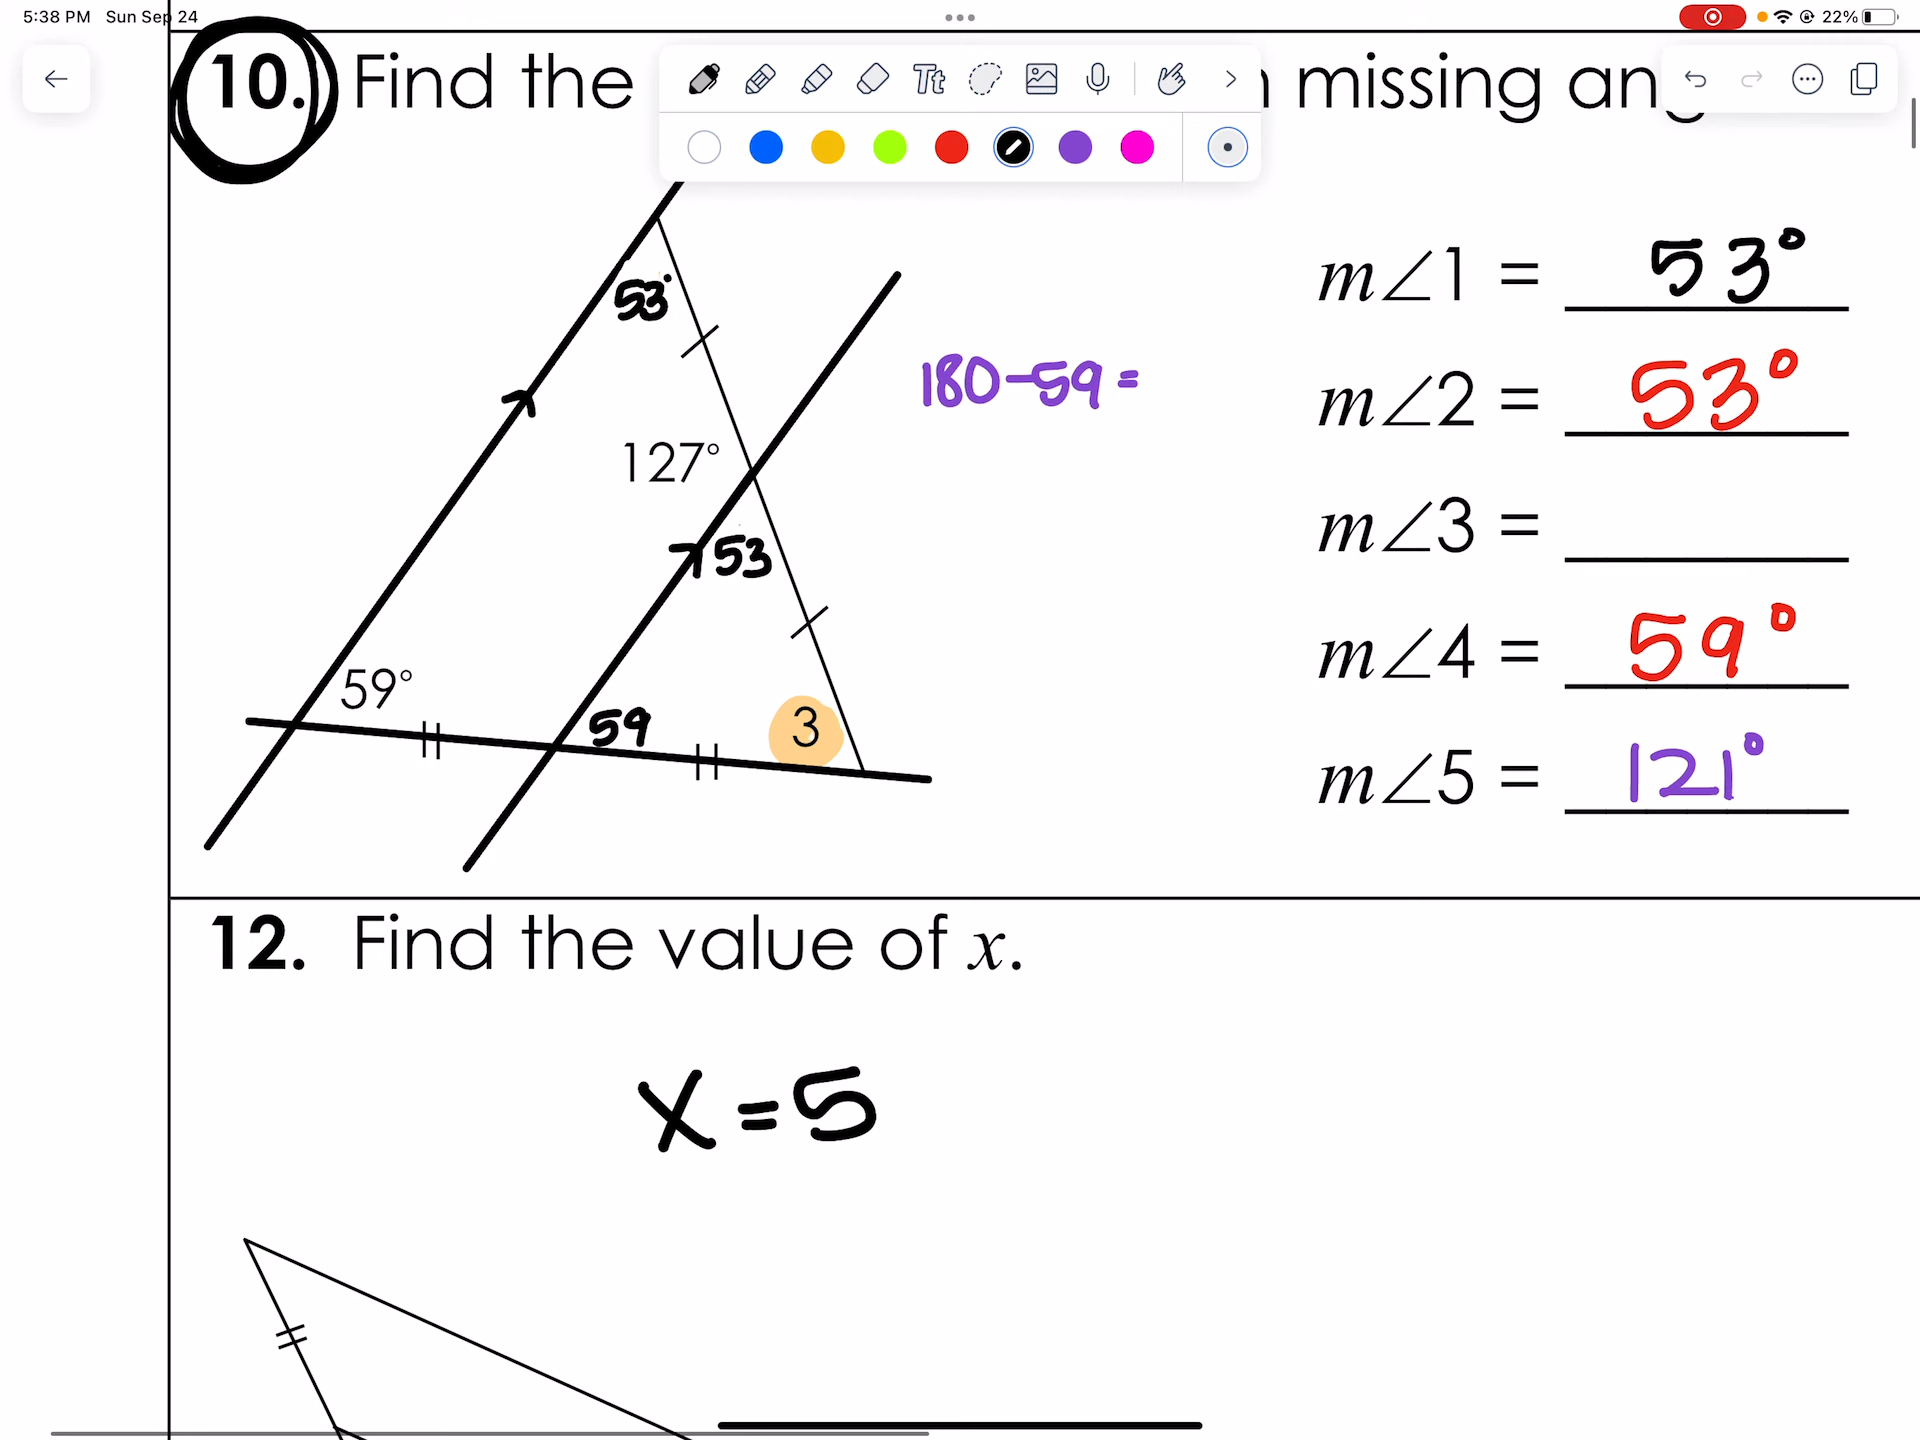 5:38 PM Sun Sep 24
22%
10. Find the missing
Tt
53°
127°
53
59°
59
3
180-59=
m∠1 = 53°
m∠2 = 53°
m∠3 =
m∠4 = 59°
m∠5 = 121°
12. Find the value of x.
x=5